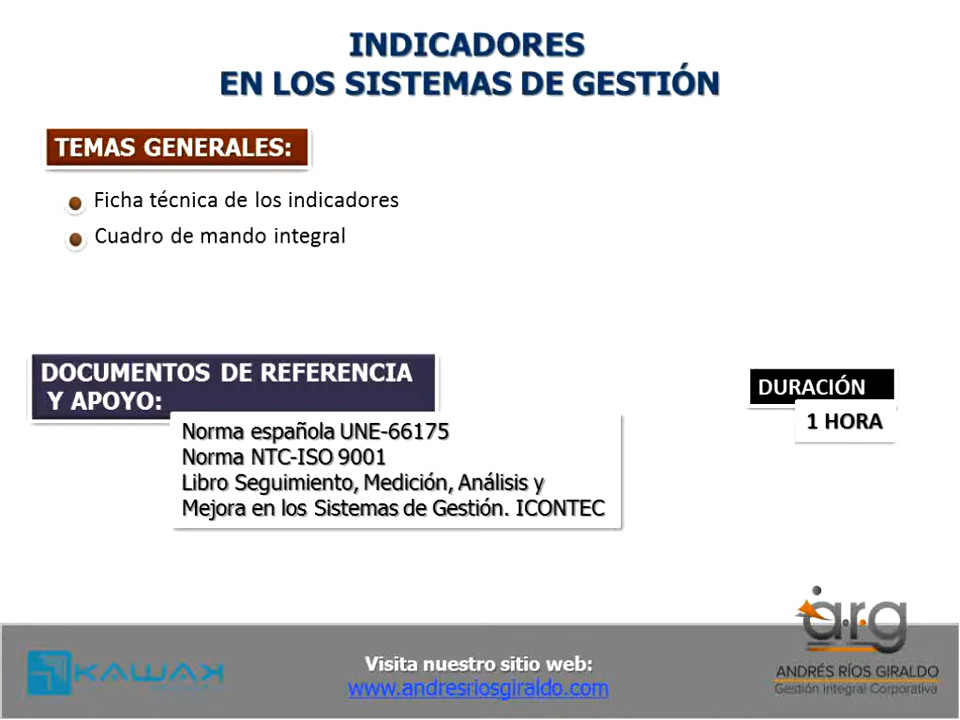 INDICADORES
EN LOS SISTEMAS DE GESTIÓN
TEMAS GENERALES:
Ficha técnica de los indicadores
Cuadro de mando integral
DOCUMENTOS DE REFERENCIA
Y APOYO:
Norma española UNE-66175
Norma NTC-ISO 9001
Libro Seguimiento, Medición, Análisis y
Mejora en los Sistemas de Gestión. ICONTEC
DURACIÓN
1 HORA
KAWAK
Visita nuestro sitio web:
www.andresriosgiraldo.com
a.r.g
ANDRÉS RÍOS GIRALDO
Gestión Integral Corporativa